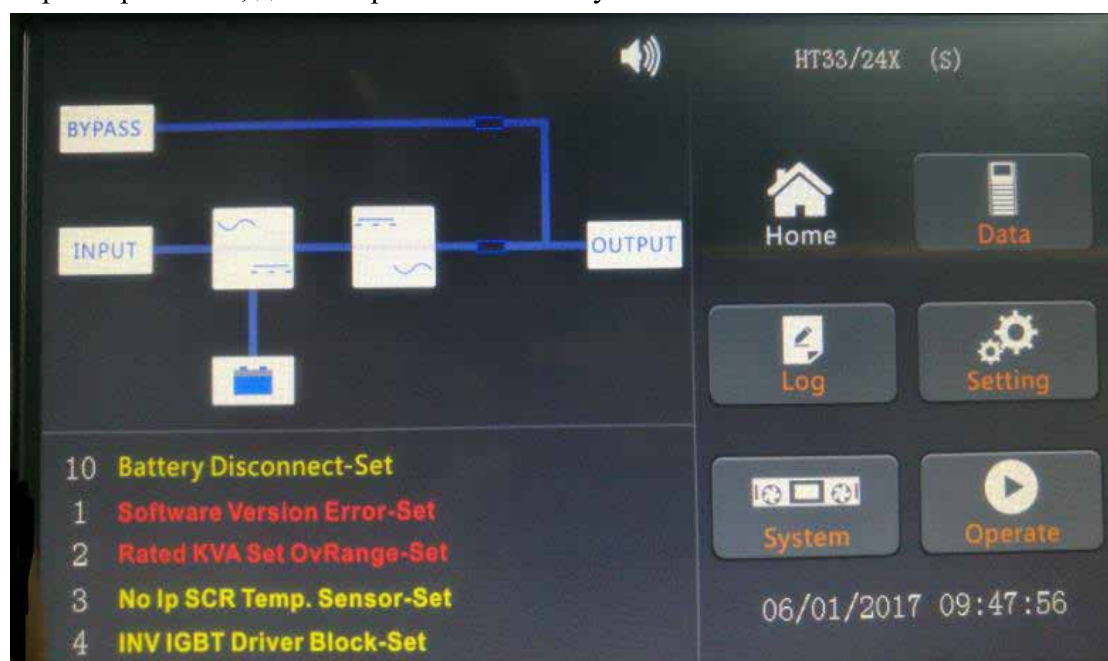 HT33/24X (S)
BYPASS
INPUT
OUTPUT
Home
Data
Log
Setting
System
Operate
10 Battery Disconnect-Set
1 Software Version Error-Set
2 Rated KVA Set OvRange-Set
3 No Ip SCR Temp. Sensor-Set
4 INV IGBT Driver Block-Set
06/01/2017 09:47:56